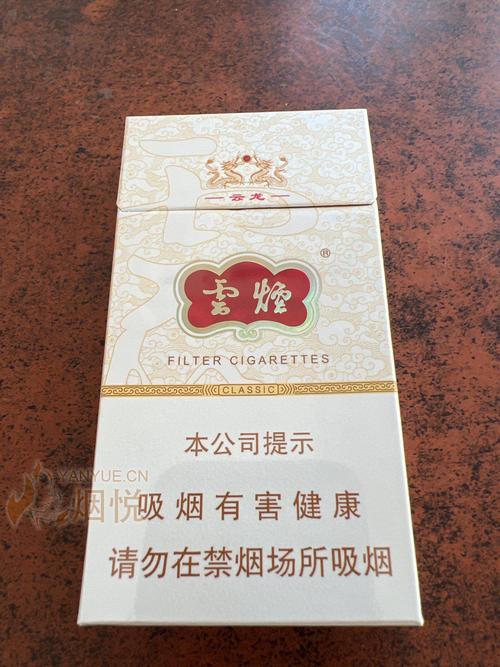 云龙
雲煙
®
FILTER CIGARETTES
CLASSIC
本公司提示
吸烟有害健康
请勿在禁烟场所吸烟
YANYUE.CN
烟悦